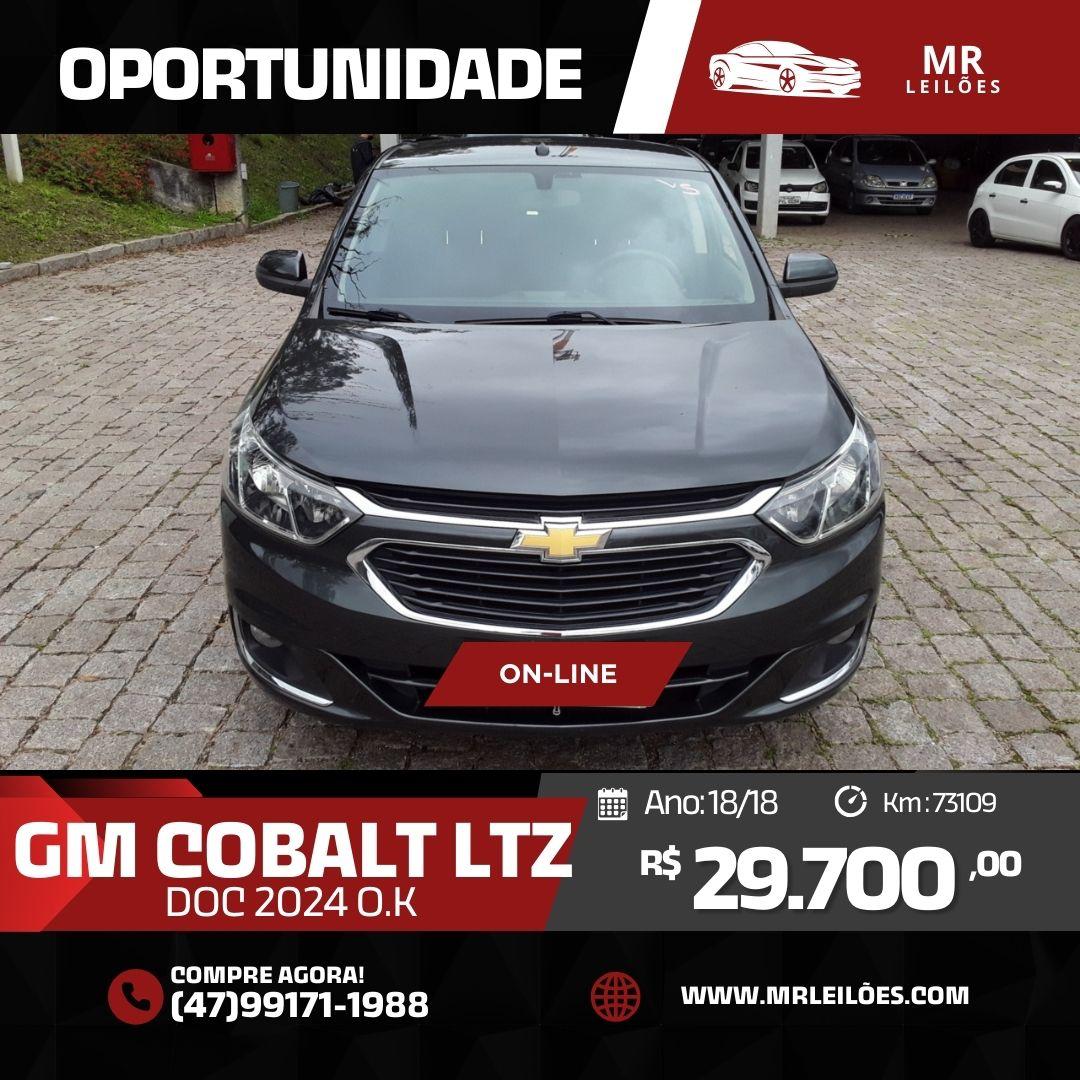 OPORTUNIDADE
MR
LEILÕES
ON-LINE
GM COBALT LTZ
DOC 2024 O.K
Ano:18/18
Km:73109
R$ 29.700,00
COMPRE AGORA!
(47)99171-1988
WWW.MRLEILÕES.COM